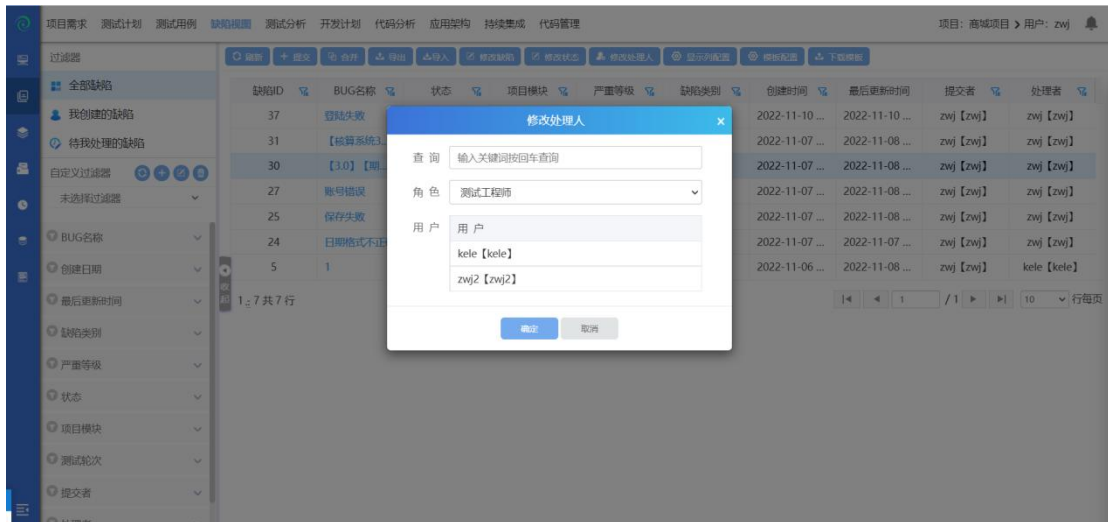 项目需求 测试计划 测试用例 缺陷视图 测试分析 开发计划 代码分析 应用架构 持续集成 代码管理 项目：商城项目 用户：zwj
过滤器 刷新 提交 合并 导出 导入 修改缺陷 修改状态 修改处理人 显示列配置 模板配置 下载模板
全部缺陷
缺陷ID BUG名称 状态 项目模块 严重等级 缺陷类别 创建时间 最后更新时间 提交者 处理者
我创建的缺陷
37 登陆失败 2022-11-10 ... 2022-11-10 ... zwj【zwj】 zwj【zwj】
修改处理人 x
待我处理的缺陷
31 【核算系统3... 2022-11-07 ... 2022-11-08 ... zwj【zwj】 zwj【zwj】
查 询 输入关键词按回车查询
自定义过滤器
30 【3.0】【期... 2022-11-07 ... 2022-11-08 ... zwj【zwj】 zwj【zwj】
未选择过滤器
27 账号错误 2022-11-07 ... 2022-11-08 ... zwj【zwj】 zwj【zwj】
角 色 测试工程师
25 保存失败 2022-11-07 ... 2022-11-07 ... zwj【zwj】 zwj【zwj】
用 户 用 户
BUG名称
24 日期格式不正 2022-11-07 ... 2022-11-07 ... zwj【zwj】 zwj【zwj】
kele【kele】
创建日期
5 1 2022-11-06 ... 2022-11-08 ... zwj【zwj】 kele【kele】
zwj2【zwj2】
收起
最后更新时间
1 - 7 共 7 行 1 / 1 10 行每页
缺陷类别
确定 取消
严重等级
状态
项目模块
测试轮次
提交者